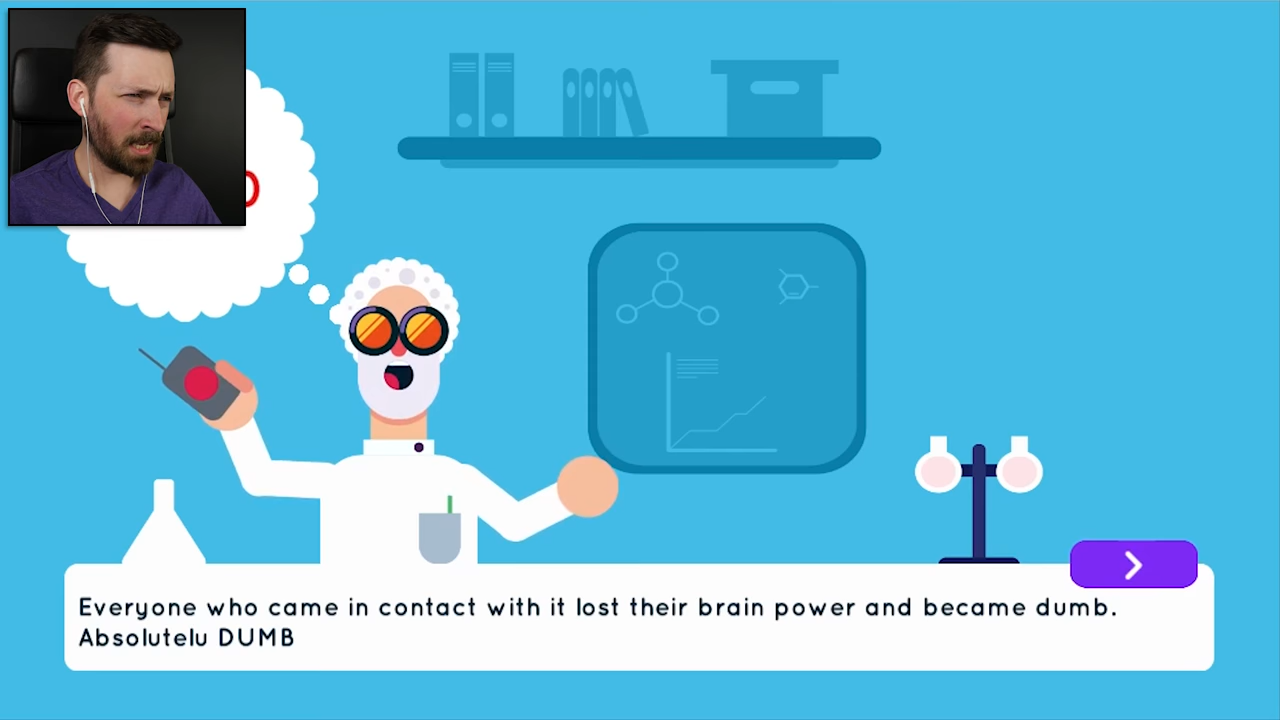 Everyone who came in contact with it lost their brain power and became dumb.
Absolutelu DUMB